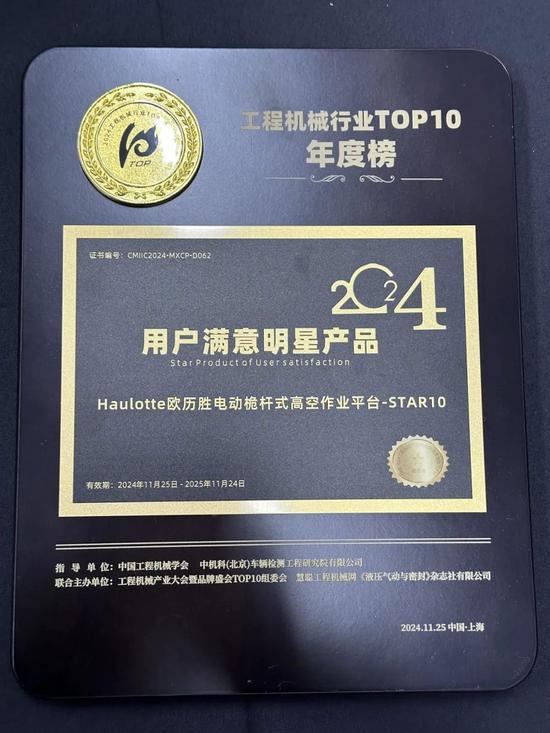 工程机械行业TOP10
年度榜
TOP
证书编号：CMIIC2024-MXCP-D062
2024
用户满意明星产品
Star Product of User satisfaction
Haulotte欧历胜电动桅杆式高空作业平台-STAR10
有效期：2024年11月25日 - 2025年11月24日
指 导 单 位：中国工程机械学会 中机科(北京)车辆检测工程研究院有限公司
联合主办单位：工程机械产业大会暨品牌盛会TOP10组委会 慧聪工程机械网《液压气动与密封》杂志社有限公司
2024.11.25 中国·上海